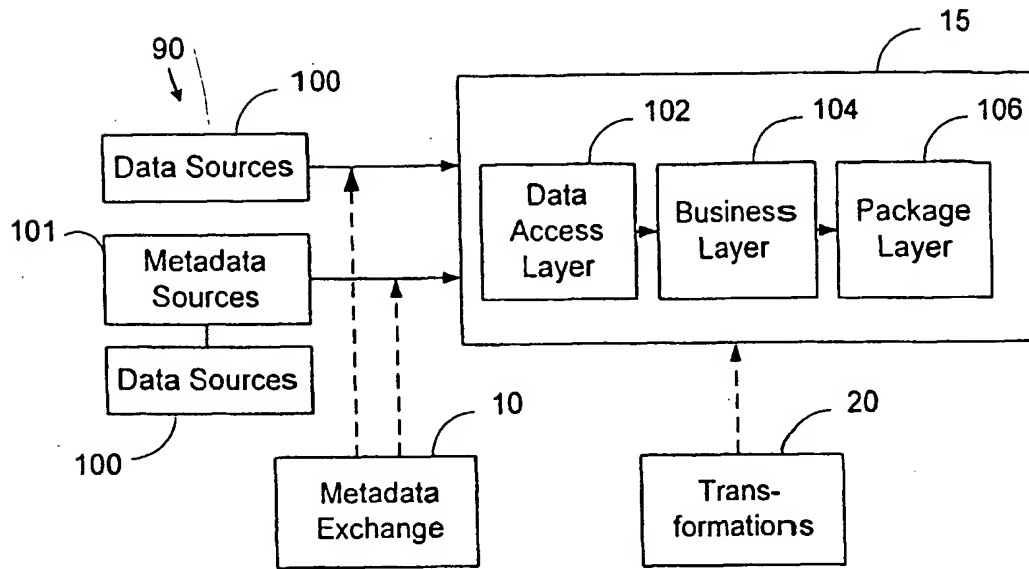 90
100
15
Data Sources
102
104
106
Data
Access
Layer
Business
Layer
Package
Layer
101
Metadata
Sources
Data Sources
100
10
20
Metadata
Exchange
Trans-
formations